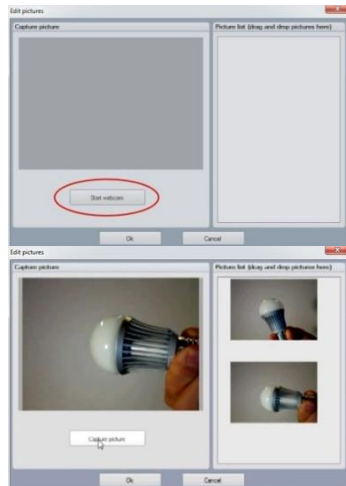 Edit pictures
Capture picture
Picture list (drag and drop pictures here)
Start webcam
Ok
Cancel
Edit pictures
Capture picture
Picture list (drag and drop pictures here)
Capture picture
Ok
Cancel